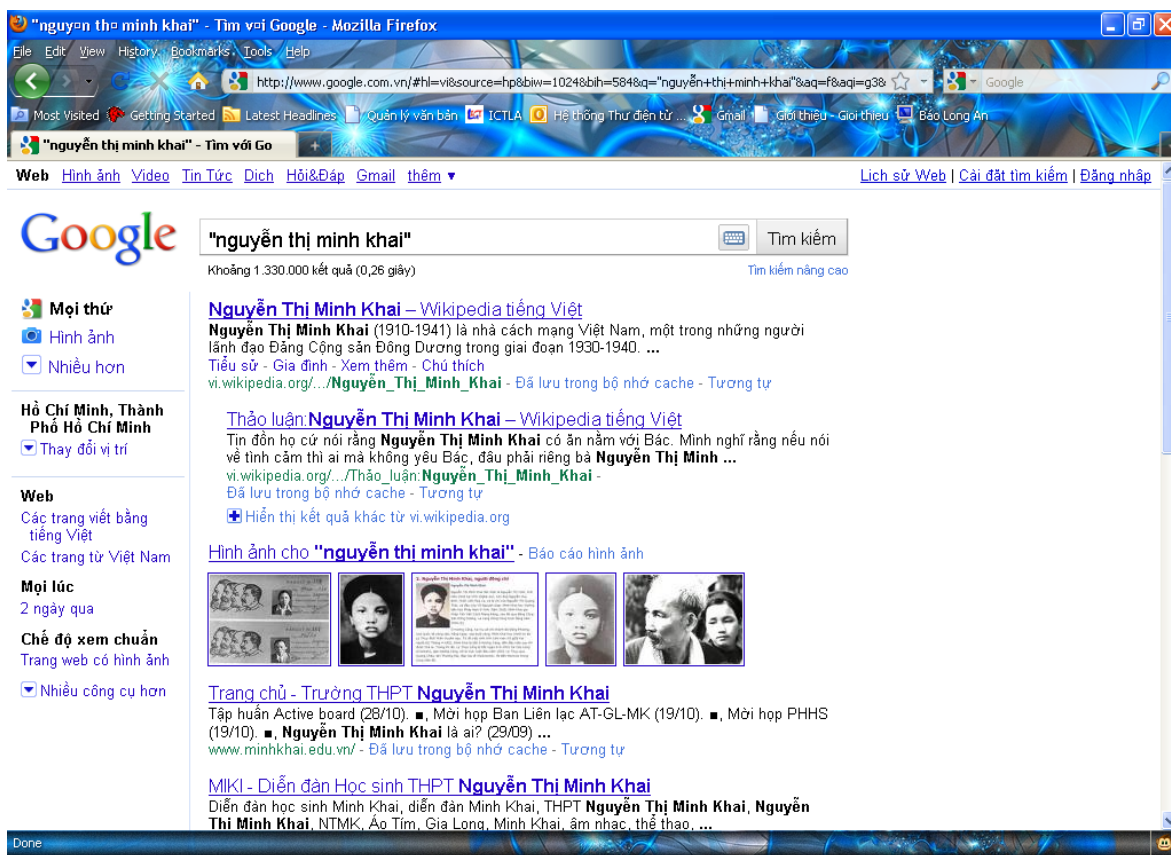 "nguy¤n th¤ minh khai" - Tìm v¤i Google - Mozilla Firefox
File Edit View History Bookmarks Tools Help
http://www.google.com.vn/#hl=vi&source=hp&biw=1024&bih=584&q="nguyễn+thị+minh+khai"&aq=f&aqi=g3& Google
Most Visited Getting Started Latest Headlines Quản lý văn bản ICTLA Hệ thống Thư điện tử ... Gmail Giới thiệu - Gioi thieu Báo Long An
"nguyễn thị minh khai" - Tìm với Go
Web Hình ảnh Video Tin Tức Dịch Hỏi&Đáp Gmail thêm ▼ Lịch sử Web | Cài đặt tìm kiếm | Đăng nhập
Google "nguyễn thị minh khai" Tìm kiếm
Khoảng 1.330.000 kết quả (0,26 giây) Tìm kiếm nâng cao
Mọi thứ
Hình ảnh
Nhiều hơn
Hồ Chí Minh, Thành
Phố Hồ Chí Minh
Thay đổi vị trí
Web
Các trang viết bằng
tiếng Việt
Các trang từ Việt Nam
Mọi lúc
2 ngày qua
Chế độ xem chuẩn
Trang web có hình ảnh
Nhiều công cụ hơn
Nguyễn Thị Minh Khai – Wikipedia tiếng Việt
Nguyễn Thị Minh Khai (1910-1941) là nhà cách mạng Việt Nam, một trong những người
lãnh đạo Đảng Cộng sản Đông Dương trong giai đoạn 1930-1940. ...
Tiểu sử - Gia đình - Xem thêm - Chú thích
vi.wikipedia.org/.../Nguyễn_Thị_Minh_Khai - Đã lưu trong bộ nhớ cache - Tương tự
Thảo luận:Nguyễn Thị Minh Khai – Wikipedia tiếng Việt
Tin đồn họ cứ nói rằng Nguyễn Thị Minh Khai có ăn nằm với Bác. Mình nghĩ rằng nếu nói
về tình cảm thì ai mà không yêu Bác, đâu phải riêng bà Nguyễn Thị Minh ...
vi.wikipedia.org/.../Thảo_luận:Nguyễn_Thị_Minh_Khai -
Đã lưu trong bộ nhớ cache - Tương tự
Hiển thị kết quả khác từ vi.wikipedia.org
Hình ảnh cho "nguyễn thị minh khai" - Báo cáo hình ảnh
Trang chủ - Trường THPT Nguyễn Thị Minh Khai
Tập huấn Active board (28/10). ■, Mời họp Ban Liên lạc AT-GL-MK (19/10). ■, Mời họp PHHS
(19/10). ■, Nguyễn Thị Minh Khai là ai? (29/09) ...
www.minhkhai.edu.vn/ - Đã lưu trong bộ nhớ cache - Tương tự
MIKI - Diễn đàn Học sinh THPT Nguyễn Thị Minh Khai
Diễn đàn học sinh Minh Khai, diễn đàn Minh Khai, THPT Nguyễn Thị Minh Khai, Nguyễn
Thị Minh Khai, NTMK, Áo Tím, Gia Long, Minh Khai, âm nhạc, thể thao, ...
Done